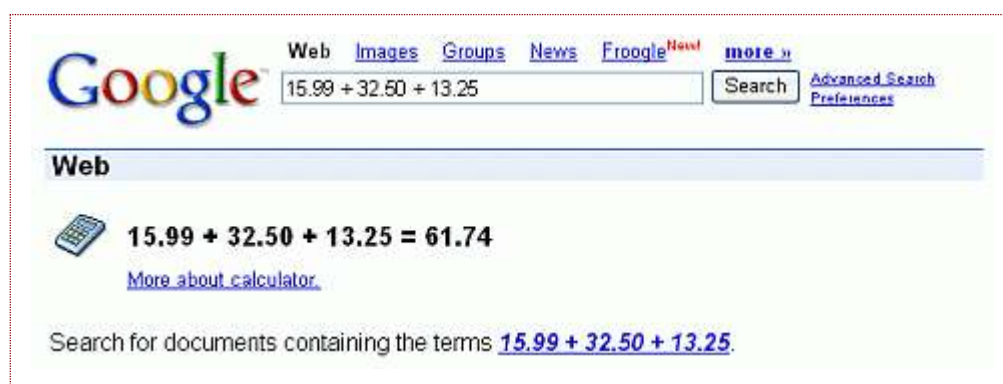 Web Images Groups News Froogle New! more »
Google
15.99 + 32.50 + 13.25
Search
Advanced Search
Preferences
Web
15.99 + 32.50 + 13.25 = 61.74
More about calculator.
Search for documents containing the terms 15.99 + 32.50 + 13.25.